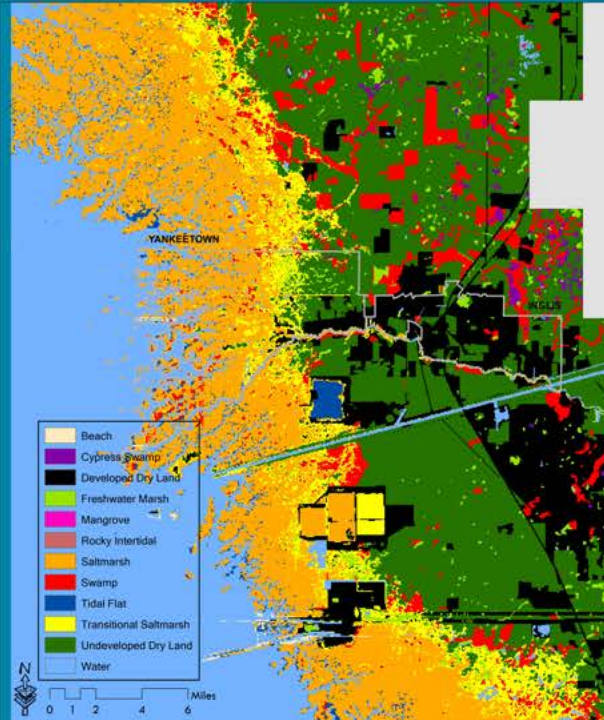 YANKEETOWN
INGLIS
Beach
Cypress Swamp
Developed Dry Land
Freshwater Marsh
Mangrove
Rocky Intertidal
Saltmarsh
Swamp
Tidal Flat
Transitional Saltmarsh
Undeveloped Dry Land
Water
N
Miles
0 1 2 4 6